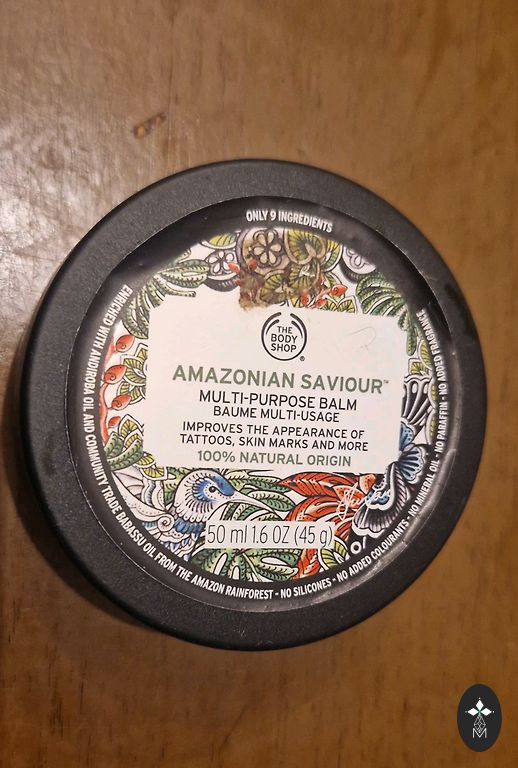 ONLY 9 INGREDIENTS
THE
BODY
SHOP
®
AMAZONIAN SAVIOUR™
MULTI-PURPOSE BALM
BAUME MULTI-USAGE
IMPROVES THE APPEARANCE OF
TATTOOS, SKIN MARKS AND MORE
100% NATURAL ORIGIN
50 ml 1.6 OZ (45 g)
ENRICHED WITH ANDIROBA OIL AND COMMUNITY TRADE BABASSU OIL FROM THE AMAZON RAINFOREST - NO SILICONES - NO ADDED COLOURANTS - NO MINERAL OIL - NO PARAFFIN - NO ADDED FRAGRANCE
M